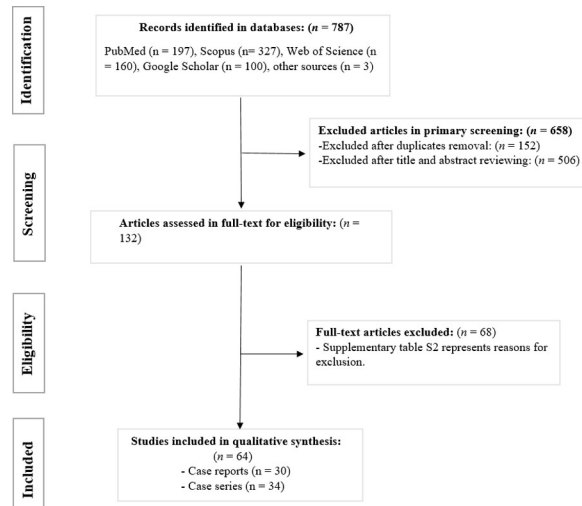 Identification
Records identified in databases: (n = 787)
PubMed (n = 197), Scopus (n= 327), Web of Science (n
= 160), Google Scholar (n = 100), other sources (n = 3)
Excluded articles in primary screening: (n = 658)
-Excluded after duplicates removal: (n = 152)
-Excluded after title and abstract reviewing: (n = 506)
Screening
Articles assessed in full-text for eligibility: (n =
132)
Eligibility
Full-text articles excluded: (n = 68)
- Supplementary table S2 represents reasons for
exclusion.
Included
Studies included in qualitative synthesis:
(n = 64)
- Case reports (n = 30)
- Case series (n = 34)